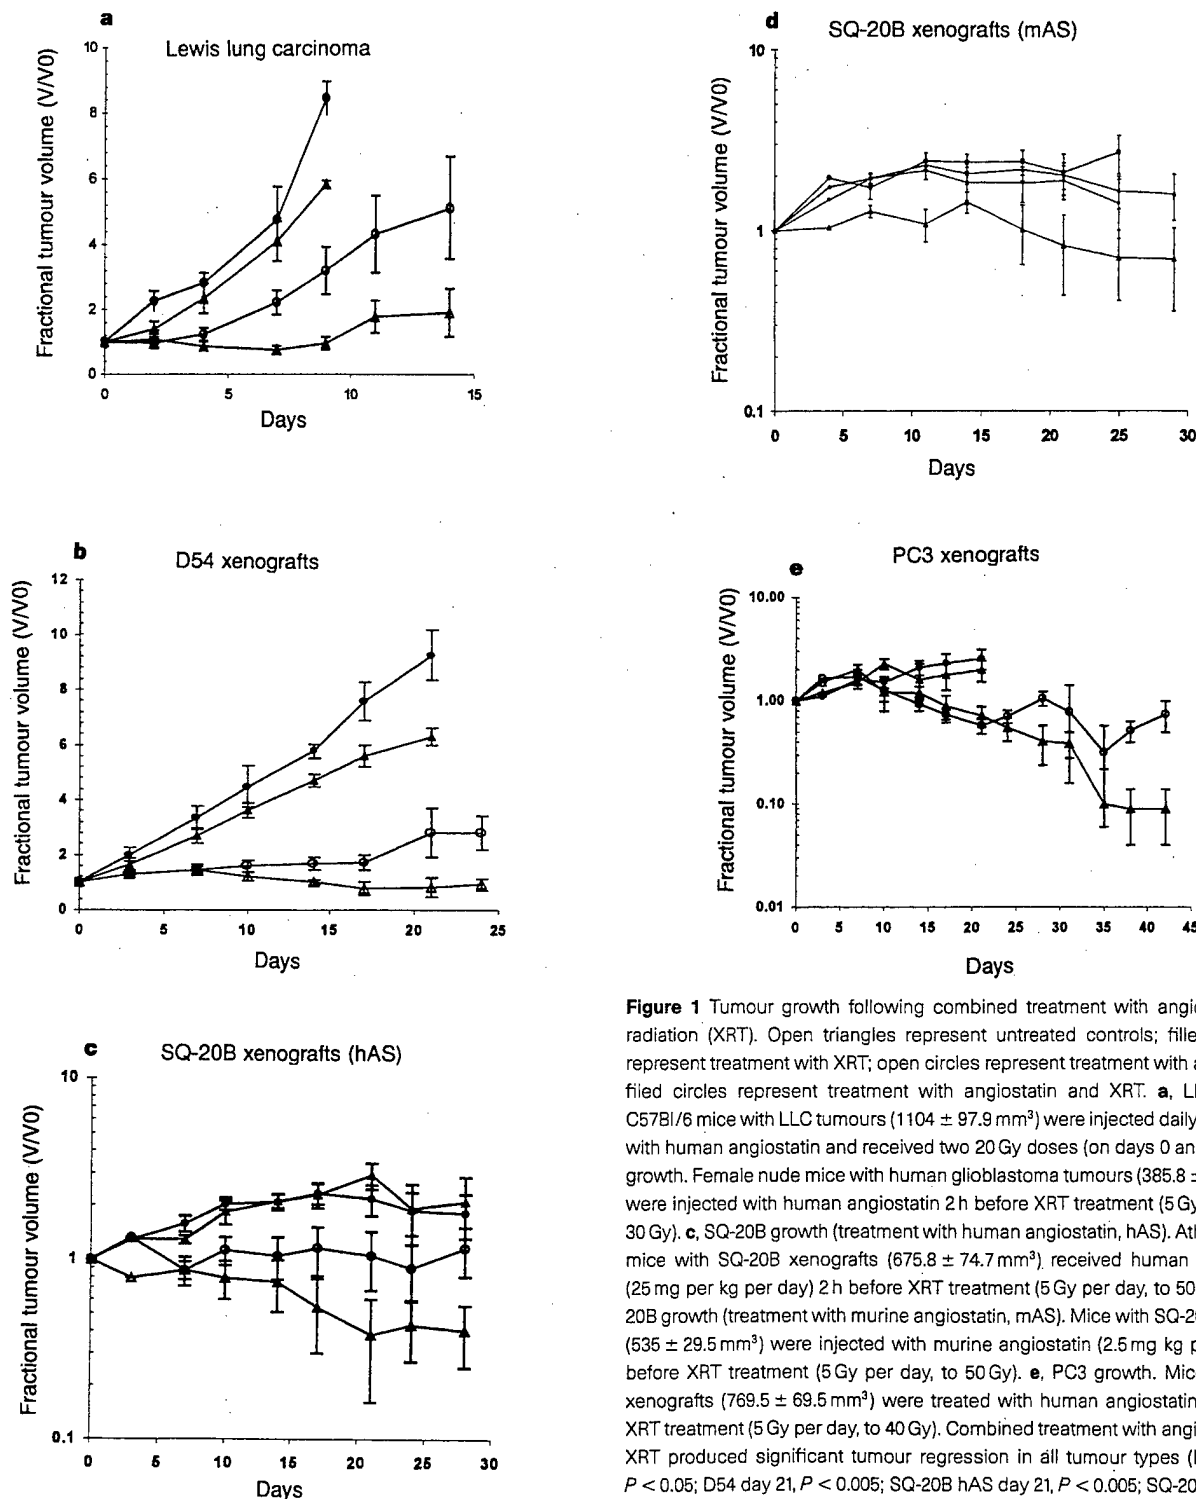 a
Lewis lung carcinoma
Fractional tumour volume (V/V0)
10
8
6
4
2
0
0 5 10 15
Days
b
D54 xenografts
Fractional tumour volume (V/V0)
12
10
8
6
4
2
0
0 5 10 15 20 25
Days
c
SQ-20B xenografts (hAS)
Fractional tumour volume (V/V0)
10
1
0.1
0 5 10 15 20 25 30
Days
d
SQ-20B xenografts (mAS)
Fractional tumour volume (V/V0)
10
1
0.1
0 5 10 15 20 25 30
Days
e
PC3 xenografts
Fractional tumour volume (V/V0)
10.00
1.00
0.10
0.01
0 5 10 15 20 25 30 35 40 45
Days
Figure 1 Tumour growth following combined treatment with angio
radiation (XRT). Open triangles represent untreated controls; fille
represent treatment with XRT; open circles represent treatment with a
filed circles represent treatment with angiostatin and XRT. a, Ll
C57Bl/6 mice with LLC tumours (1104 ± 97.9 mm³) were injected daily
with human angiostatin and received two 20 Gy doses (on days 0 an
growth. Female nude mice with human glioblastoma tumours (385.8 ±
were injected with human angiostatin 2 h before XRT treatment (5 Gy
30 Gy). c, SQ-20B growth (treatment with human angiostatin, hAS). Atl
mice with SQ-20B xenografts (675.8 ± 74.7 mm³) received human
(25 mg per kg per day) 2 h before XRT treatment (5 Gy per day, to 50
20B growth (treatment with murine angiostatin, mAS). Mice with SQ-2
(535 ± 29.5 mm³) were injected with murine angiostatin (2.5 mg kg p
before XRT treatment (5 Gy per day, to 50 Gy). e, PC3 growth. Mic
xenografts (769.5 ± 69.5 mm³) were treated with human angiostatin
XRT treatment (5 Gy per day, to 40 Gy). Combined treatment with angi
XRT produced significant tumour regression in all tumour types (l
P < 0.05; D54 day 21, P < 0.005; SQ-20B hAS day 21, P < 0.005; SQ-20